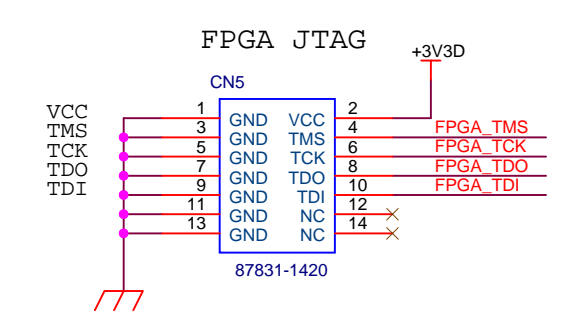 FPGA JTAG
+3V3D
CN5
VCC 1 GND VCC 2
TMS 3 GND TMS 4 FPGA_TMS
TCK 5 GND TCK 6 FPGA_TCK
TDO 7 GND TDO 8 FPGA_TDO
TDI 9 GND TDI 10 FPGA_TDI
11 GND NC 12
13 GND NC 14
87831-1420